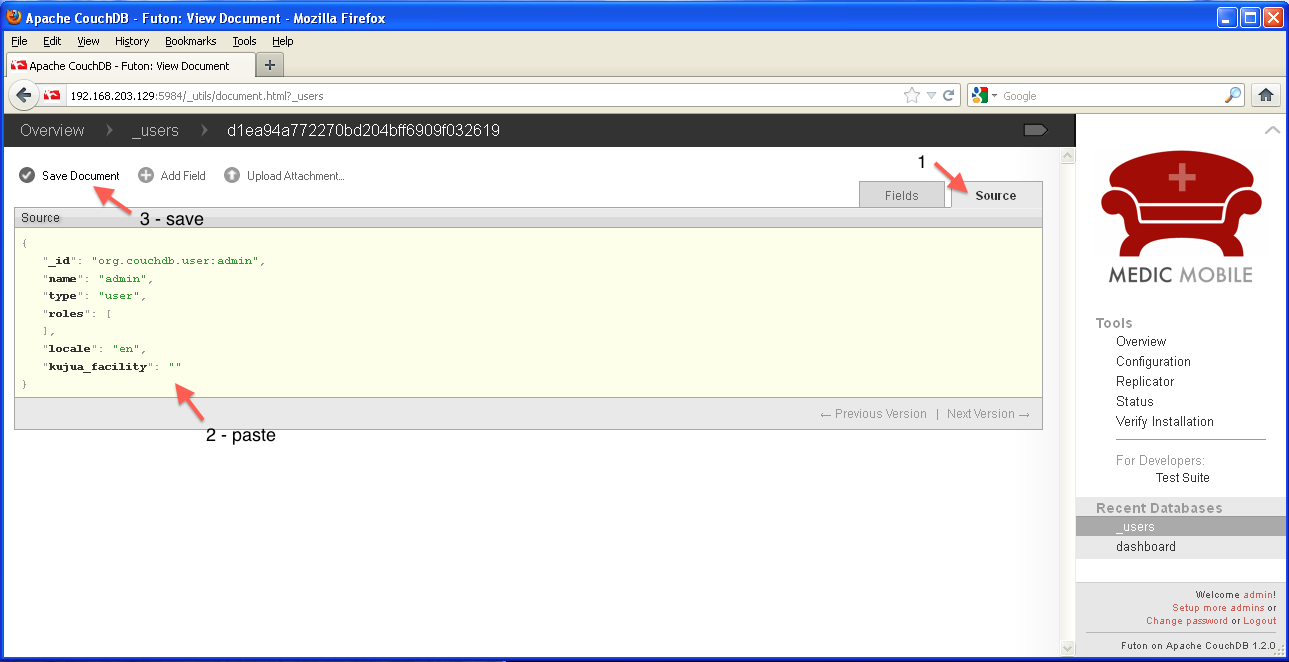 Apache CouchDB - Futon: View Document - Mozilla Firefox
File Edit View History Bookmarks Tools Help
Apache CouchDB - Futon: View Document
192.168.203.129:5984/_utils/document.html?_users
Google
Overview _users d1ea94a772270bd204bff6909f032619
1
Save Document Add Field Upload Attachment...
Fields Source
3 - save
Source
{
"_id": "org.couchdb.user:admin",
"name": "admin",
"type": "user",
"roles": [
],
"locale": "en",
"kujua_facility": ""
}
← Previous Version | Next Version →
2 - paste
MEDIC MOBILE
Tools
Overview
Configuration
Replicator
Status
Verify Installation
For Developers:
Test Suite
Recent Databases
_users
dashboard
Welcome admin!
Setup more admins or
Change password or Logout
Futon on Apache CouchDB 1.2.0